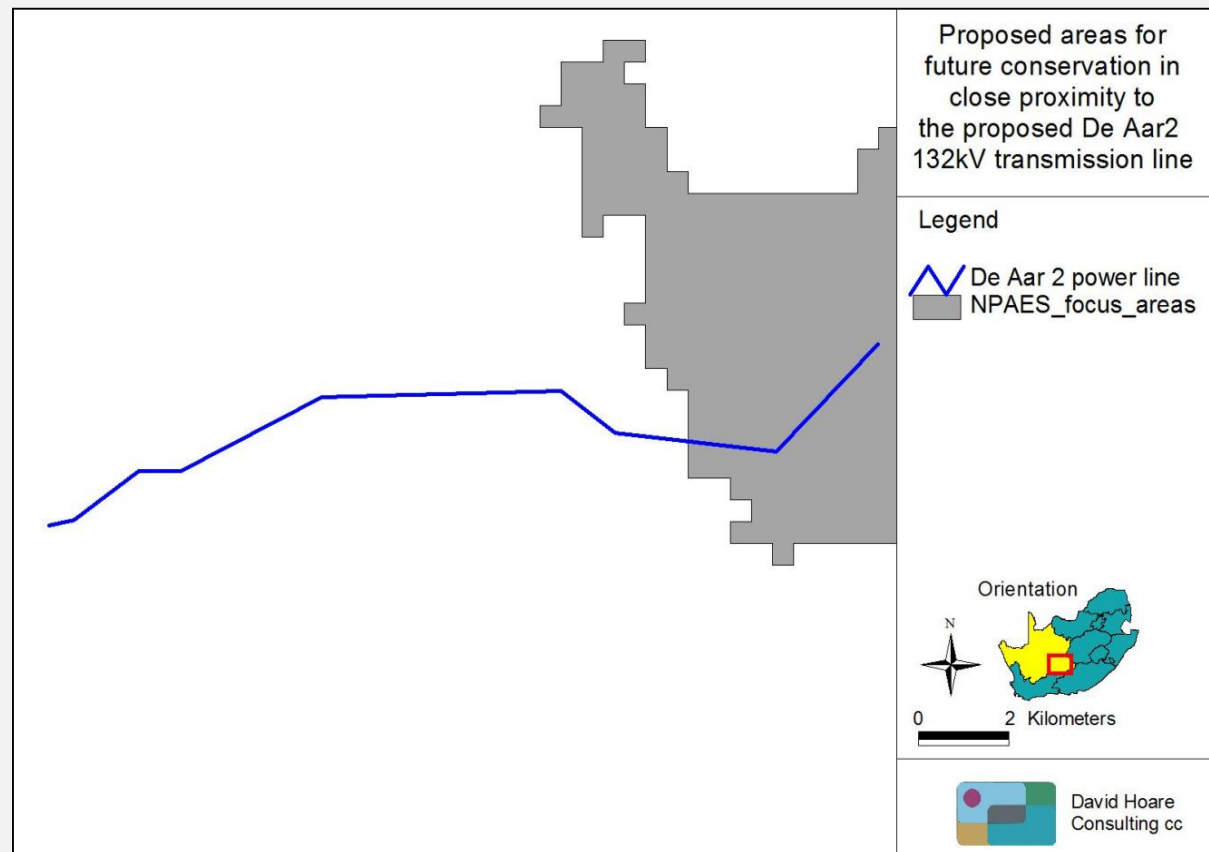 Proposed areas for
future conservation in
close proximity to
the proposed De Aar2
132kV transmission line
Legend
De Aar 2 power line
NPAES_focus_areas
Orientation
N
0 2 Kilometers
David Hoare
Consulting cc